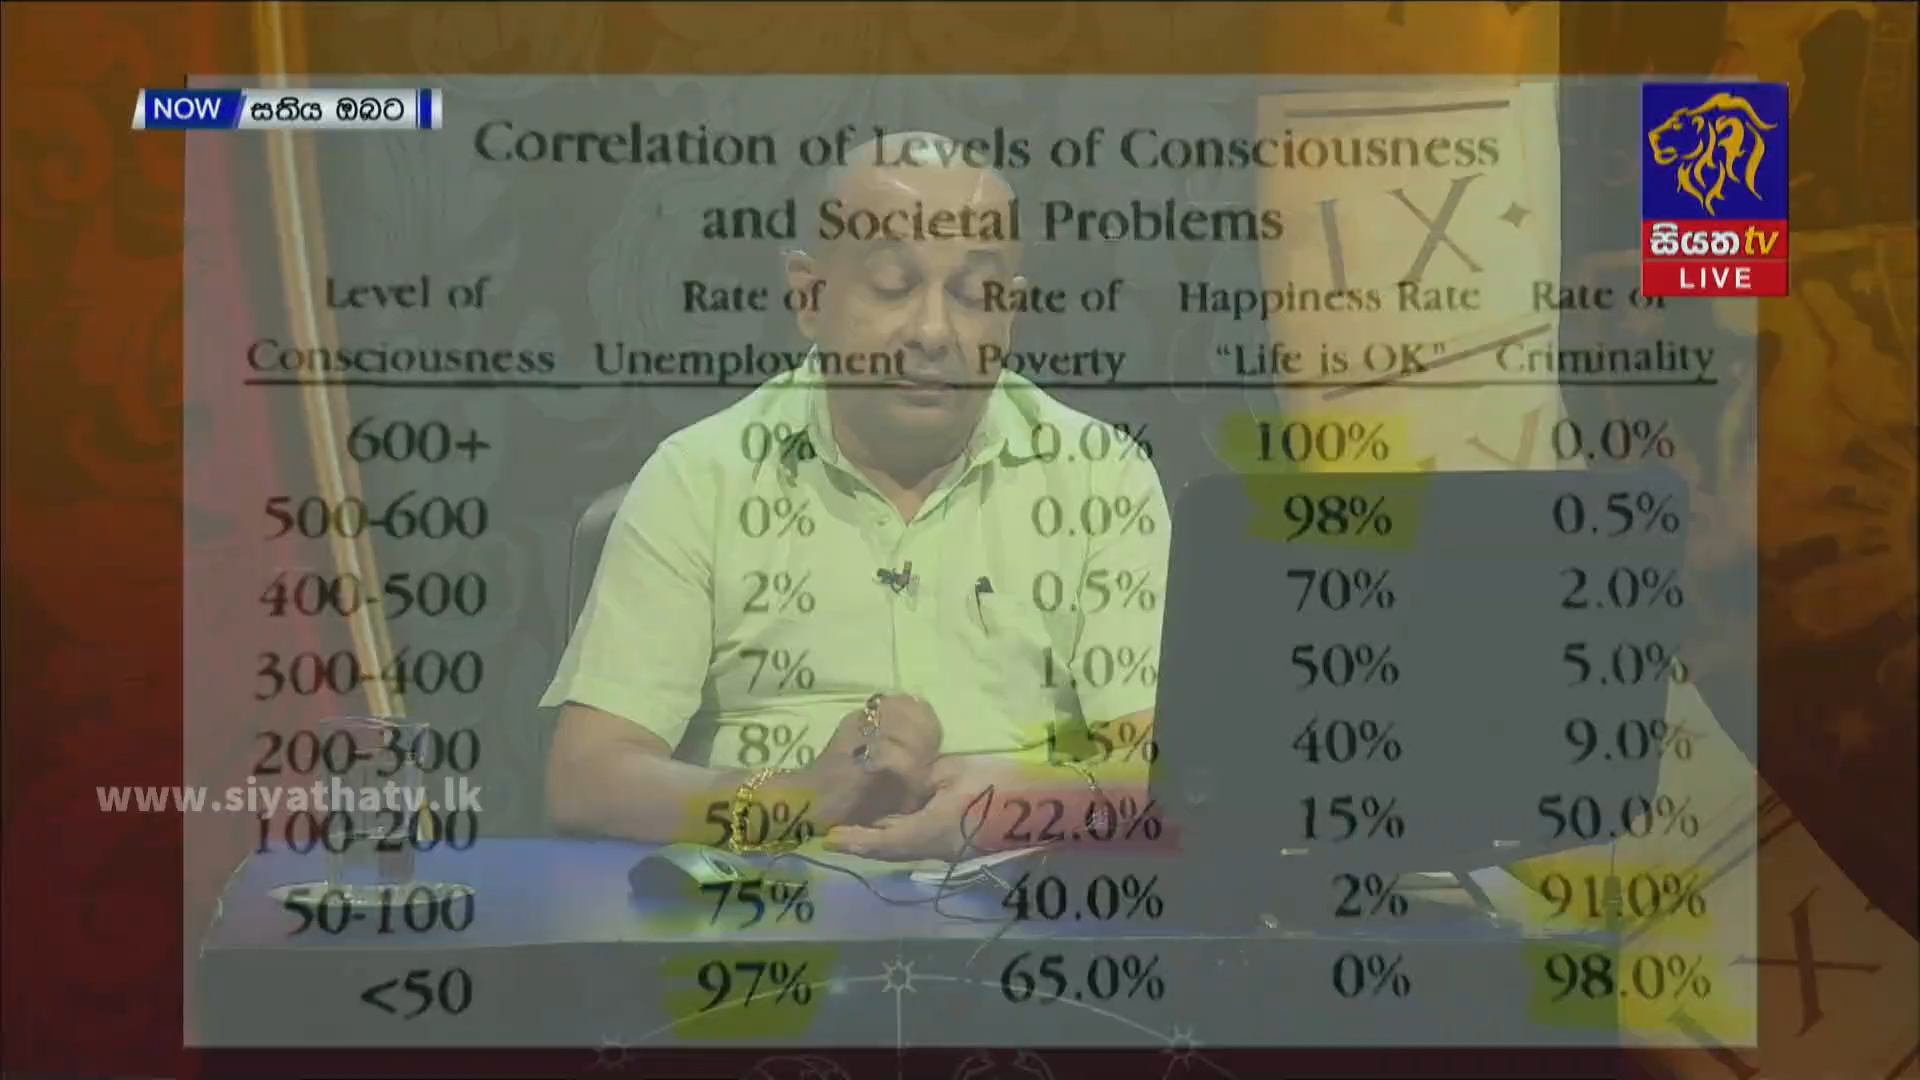 NOW සතිය ඔබට
Correlation of Levels of Consciousness
and Societal Problems
සියත tv
LIVE
Level of Rate of Rate of Happiness Rate Rate of
Consciousness Unemployment Poverty “Life is OK” Criminality
600+ 0% 0.0% 100% 0.0%
500-600 0% 0.0% 98% 0.5%
400-500 2% 0.5% 70% 2.0%
300-400 7% 1.0% 50% 5.0%
200-300 8% 1.5% 40% 9.0%
www.siyathatv.lk
100-200 50% 22.0% 15% 50.0%
50-100 75% 40.0% 2% 91.0%
<50 97% 65.0% 0% 98.0%
IX
X